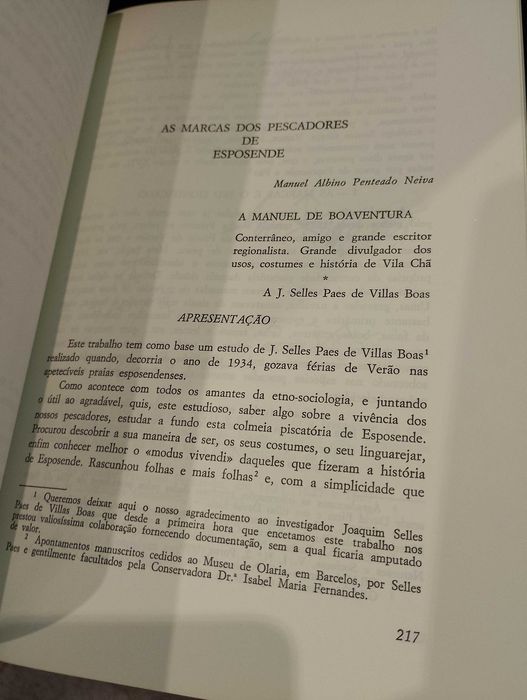 AS MARCAS DOS PESCADORES
DE
ESPOSENDE
Manuel Albino Penteado Neiva
A MANUEL DE BOAVENTURA
Conterrâneo, amigo e grande escritor
regionalista. Grande divulgador dos
usos, costumes e história de Vila Chã
*
A J. Selles Paes de Villas Boas
APRESENTAÇÃO
Este trabalho tem como base um estudo de J. Selles Paes de Villas Boas¹
realizado quando, decorria o ano de 1934, gozava férias de Verão nas
apetecíveis praias esposendenses.
Como acontece com todos os amantes da etno-sociologia, e juntando
o útil ao agradável, quis, este estudioso, saber algo sobre a vivência dos
nossos pescadores, estudar a fundo esta colmeia piscatória de Esposende.
Procurou descobrir a sua maneira de ser, os seus costumes, o seu linguarejar,
enfim conhecer melhor o «modus vivendi» daqueles que fizeram a história
de Esposende. Rascunhou folhas e mais folhas² e, com a simplicidade que
¹ Queremos deixar aqui o nosso agradecimento ao investigador Joaquim Selles
Paes de Villas Boas que desde a primeira hora que encetamos este trabalho nos
prestou valiosíssima colaboração fornecendo documentação, sem a qual ficaria amputado
de valor.
² Apontamentos manuscritos cedidos ao Museu de Olaria, em Barcelos, por Selles
Paes e gentilmente facultados pela Conservadora Dr.ª Isabel Maria Fernandes.
217